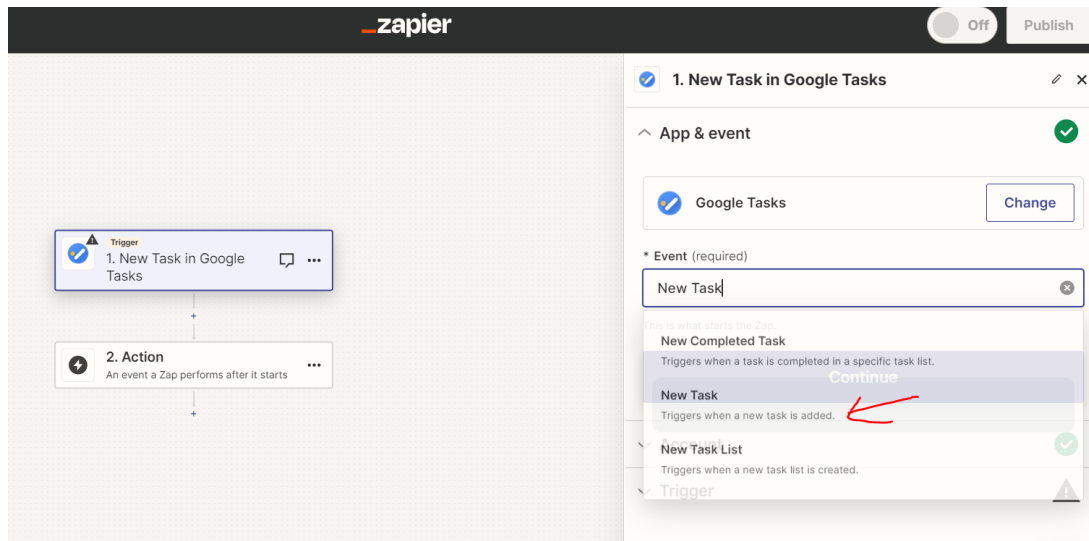 _zapier
Off
Publish
1. New Task in Google Tasks
App & event
Google Tasks
Change
* Event (required)
New Task
This is what starts the Zap.
New Completed Task
Triggers when a task is completed in a specific task list.
Continue
New Task
Triggers when a new task is added.
Account
New Task List
Triggers when a new task list is created.
Trigger
Trigger
1. New Task in Google
Tasks
2. Action
An event a Zap performs after it starts